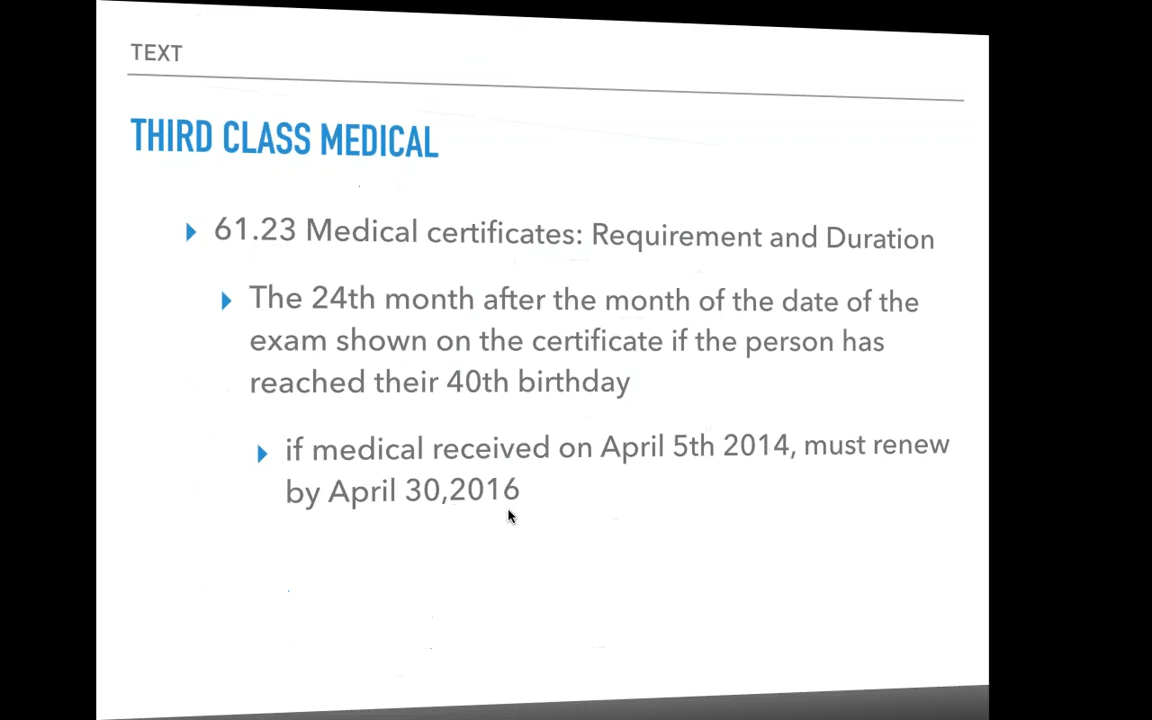 TEXT
THIRD CLASS MEDICAL
61.23 Medical certificates: Requirement and Duration
The 24th month after the month of the date of the
exam shown on the certificate if the person has
reached their 40th birthday
if medical received on April 5th 2014, must renew
by April 30,2016